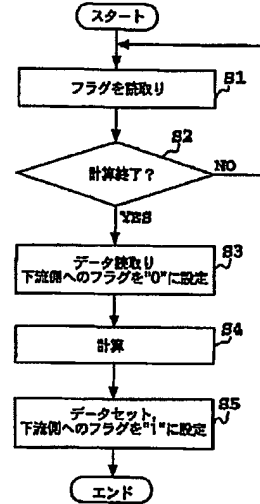 スタート
S1
フラグを読取り
S2
計算終了?
NO
YES
S3
データ読取り
下流側へのフラグを"0"に設定
S4
計算
S5
データセット,
下流側へのフラグを"1"に設定
エンド